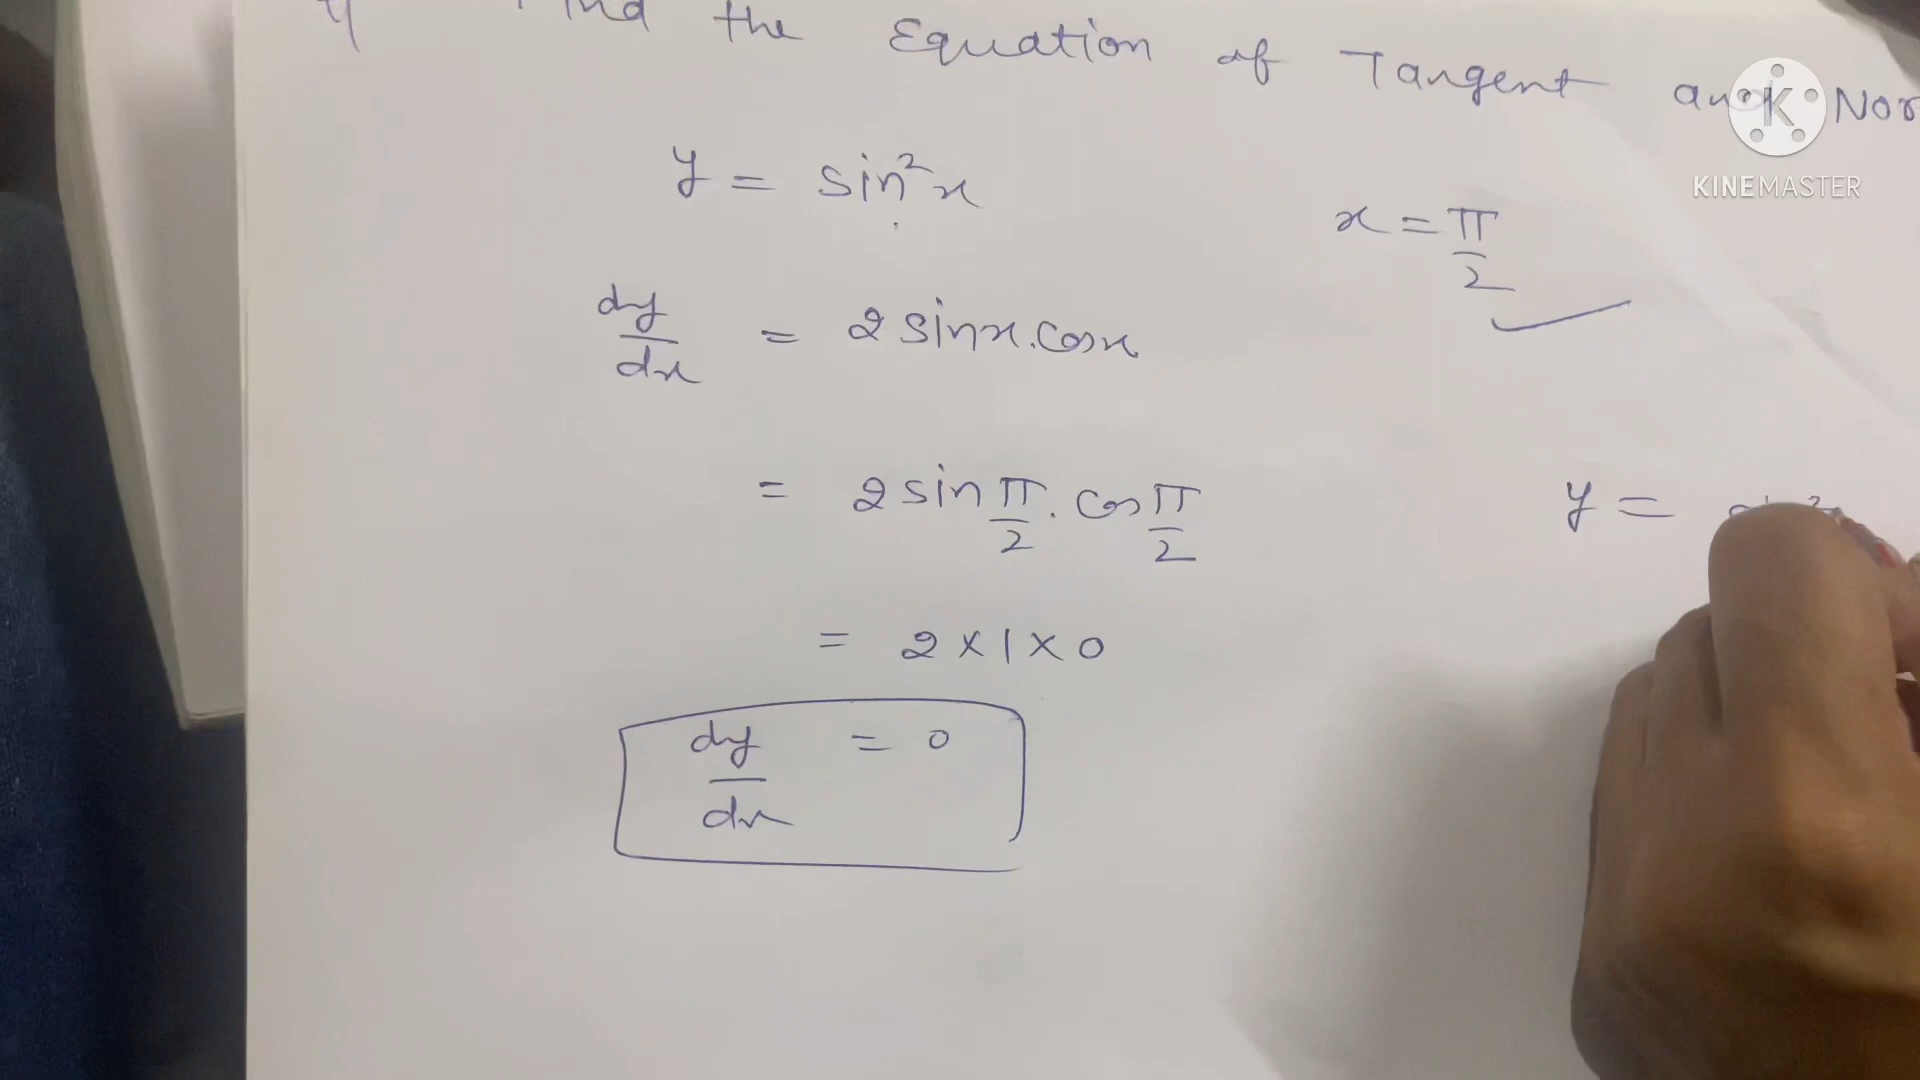 the Equation of Tangent and Nor
KINEMASTER
y = sin²x
x = π/2
dy/dx = 2 sinx.cosx
= 2 sin π/2 . cos π/2
y =
= 2 × 1 × 0
dy/dx = 0